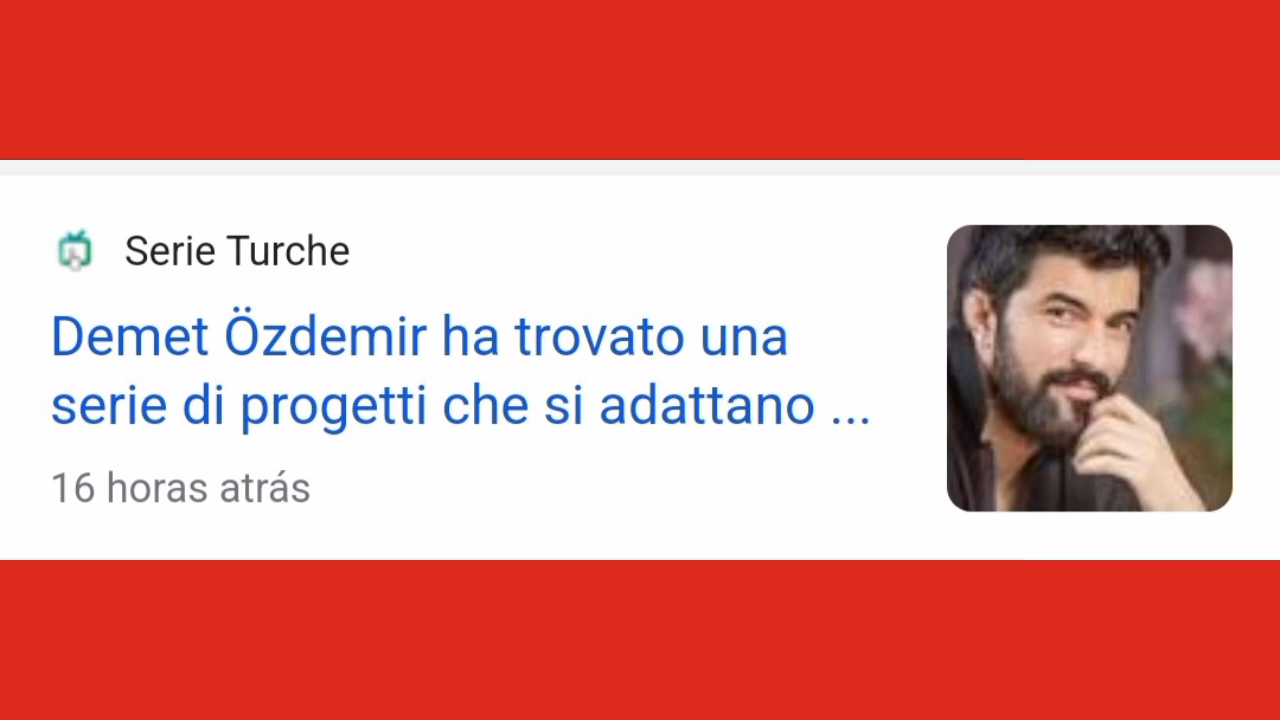 Serie Turche
Demet Özdemir ha trovato una
serie di progetti che si adattano ...
16 horas atrás